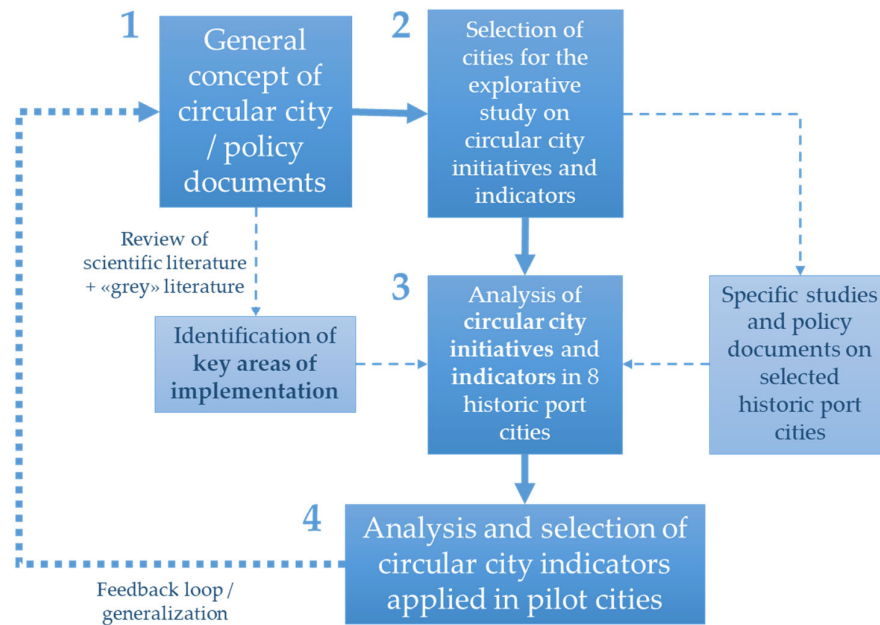 1
General
concept of
circular city
/ policy
documents
2
Selection of
cities for the
explorative
study on
circular city
initiatives and
indicators
Review of
scientific literature
+ «grey» literature
Identification of
key areas of
implementation
3
Analysis of
circular city
initiatives and
indicators in 8
historic port
cities
Specific studies
and policy
documents on
selected
historic port
cities
4
Analysis and selection of
circular city indicators
applied in pilot cities
Feedback loop /
generalization